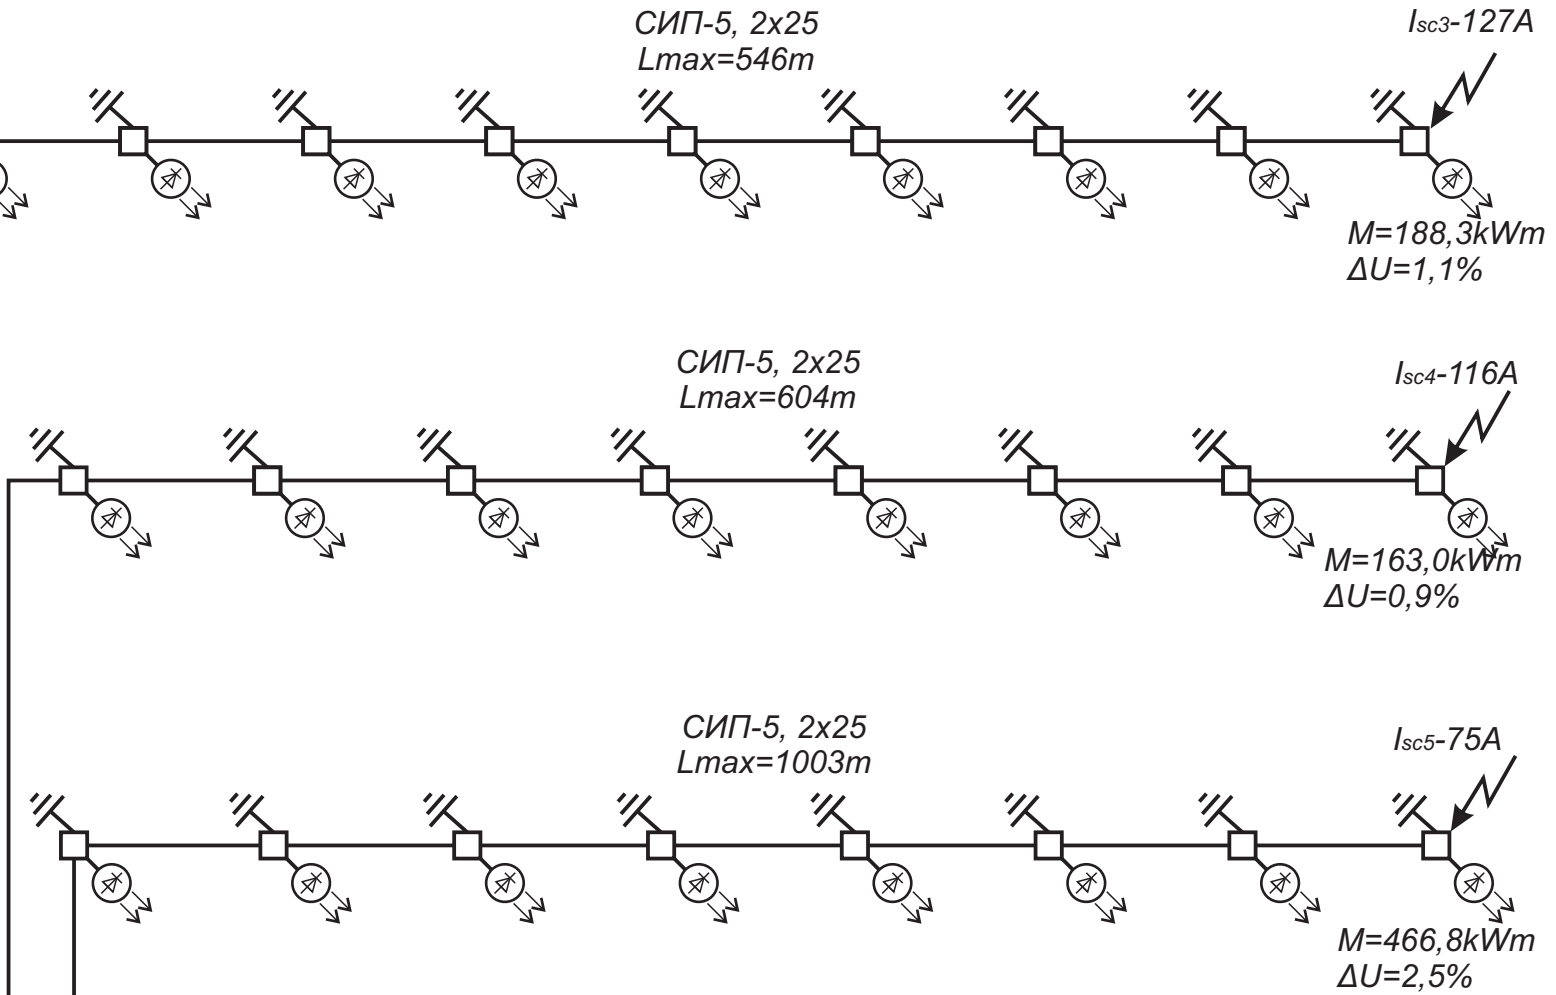 СИП-5, 2x25
Lmax=546m
Isc3-127A
M=188,3kWm
ΔU=1,1%
СИП-5, 2x25
Lmax=604m
Isc4-116A
M=163,0kWm
ΔU=0,9%
СИП-5, 2x25
Lmax=1003m
Isc5-75A
M=466,8kWm
ΔU=2,5%